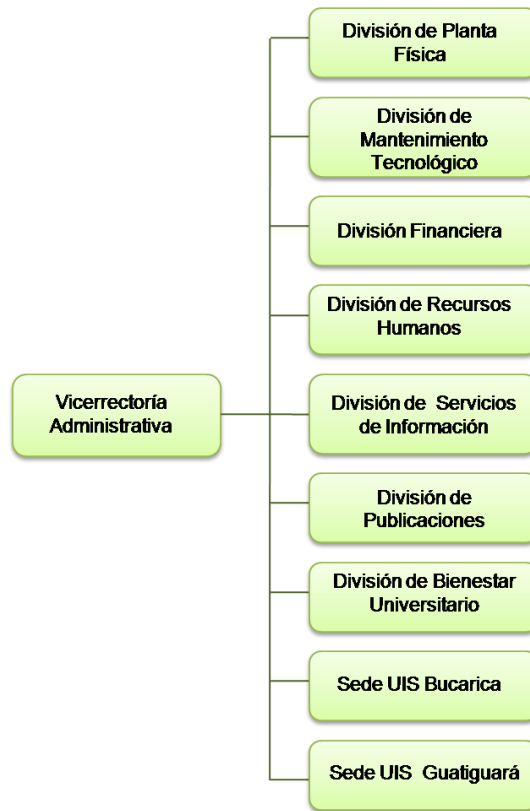 División de Planta
Física
División de
Mantenimiento
Tecnológico
División Financiera
División de Recursos
Humanos
Vicerrectoría
Administrativa
División de Servicios
de Información
División de
Publicaciones
División de Bienestar
Universitario
Sede UIS Bucarica
Sede UIS Guatiguará